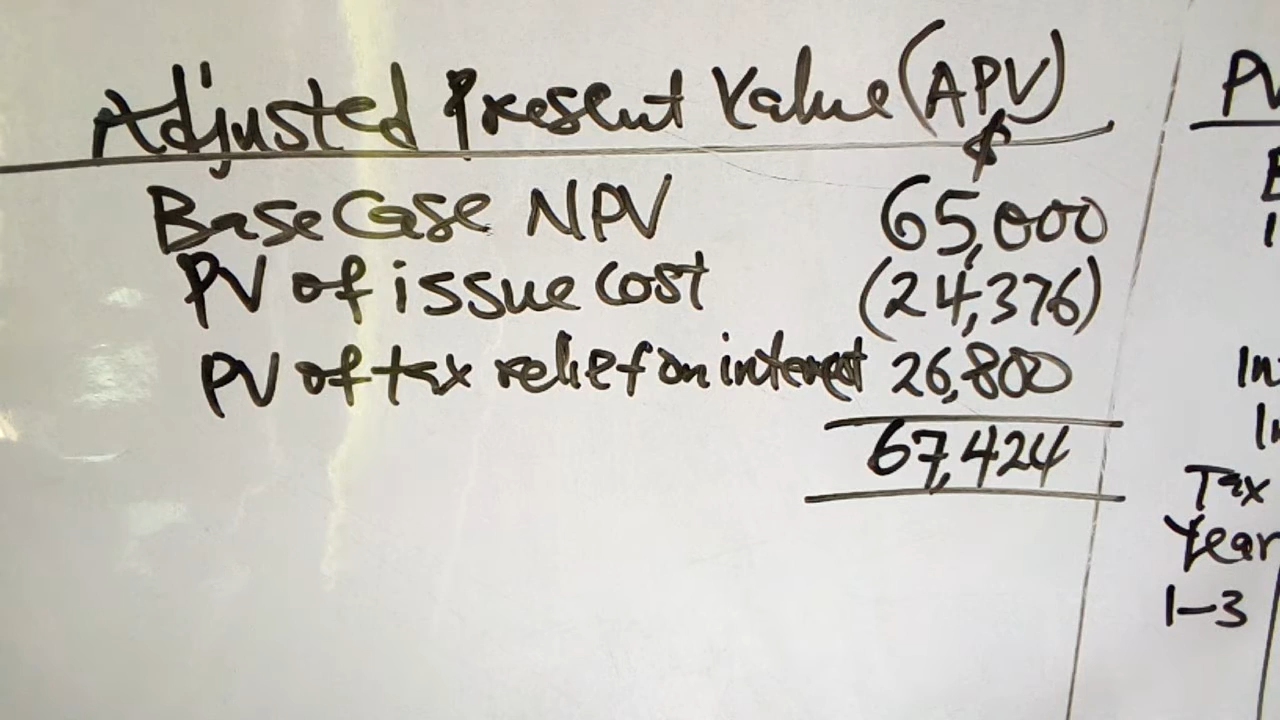 Adjusted Present Value (APV)
$
Base Case NPV 65,000
PV of issue cost (24,376)
PV of tax relief on interest 26,800
67,424
PV
In
Tax
Year
1-3